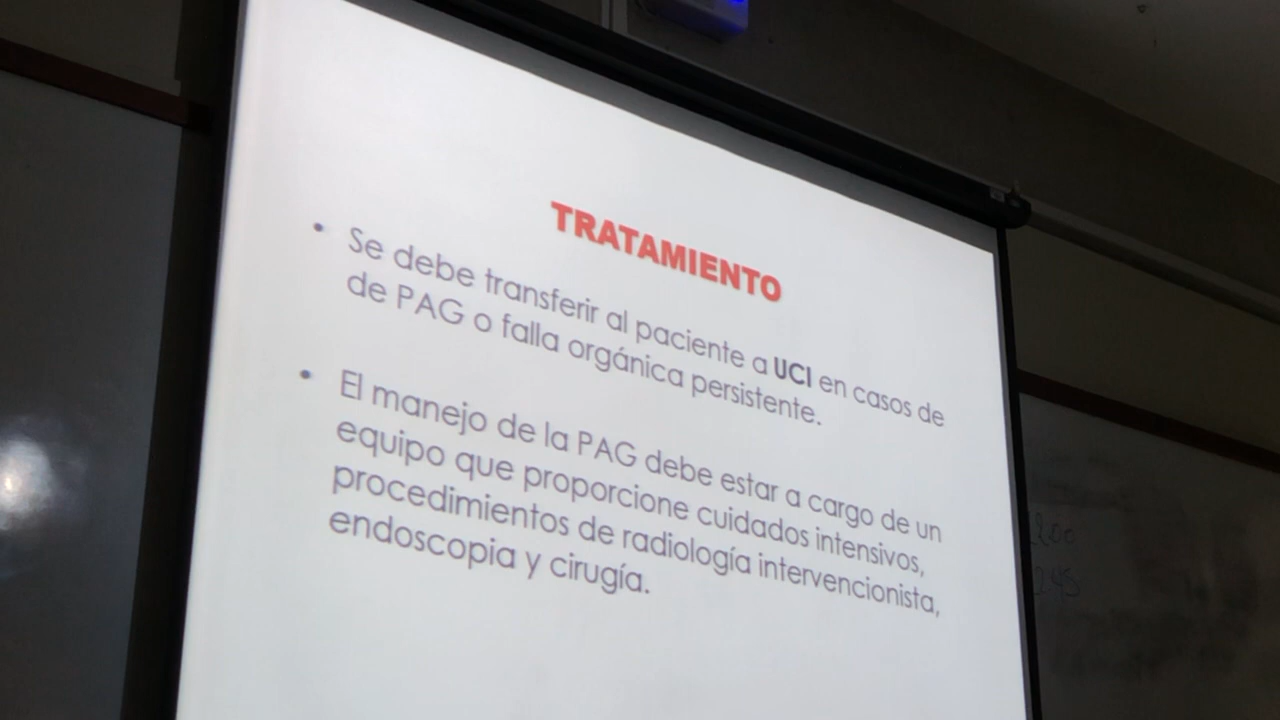 TRATAMIENTO
• Se debe transferir al paciente a UCI en casos de
de PAG o falla orgánica persistente.
• El manejo de la PAG debe estar a cargo de un
equipo que proporcione cuidados intensivos,
procedimientos de radiología intervencionista,
endoscopia y cirugía.